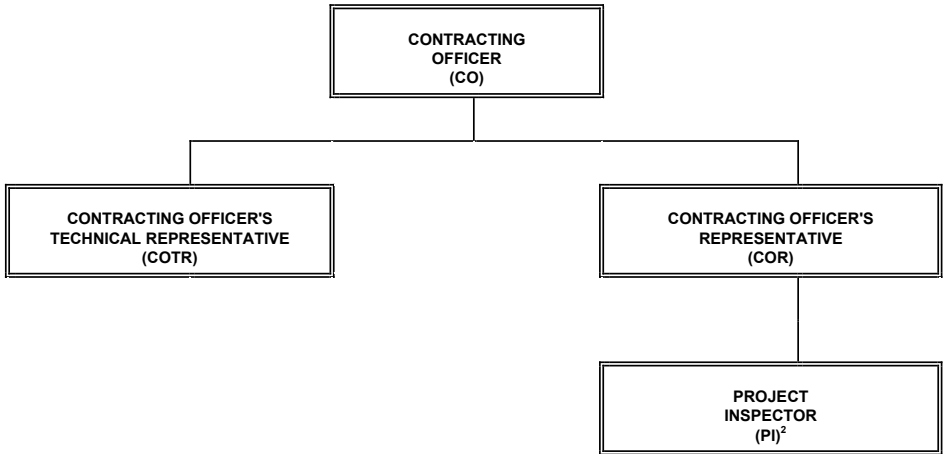 CONTRACTING
OFFICER
(CO)
CONTRACTING OFFICER'S
TECHNICAL REPRESENTATIVE
(COTR)
CONTRACTING OFFICER'S
REPRESENTATIVE
(COR)
PROJECT
INSPECTOR
(PI)²